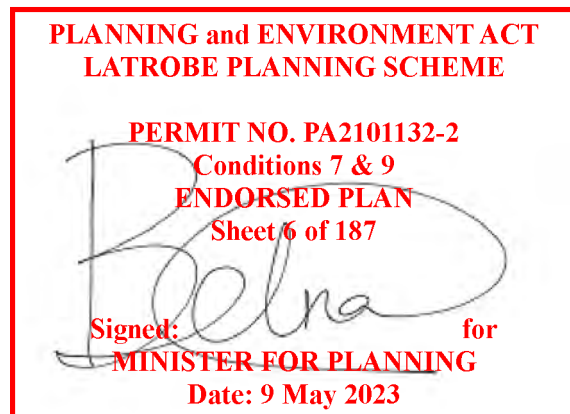 PLANNING and ENVIRONMENT ACT
LATROBE PLANNING SCHEME
PERMIT NO. PA2101132-2
Conditions 7 & 9
ENDORSED PLAN
Sheet 6 of 187
Signed: for
MINISTER FOR PLANNING
Date: 9 May 2023